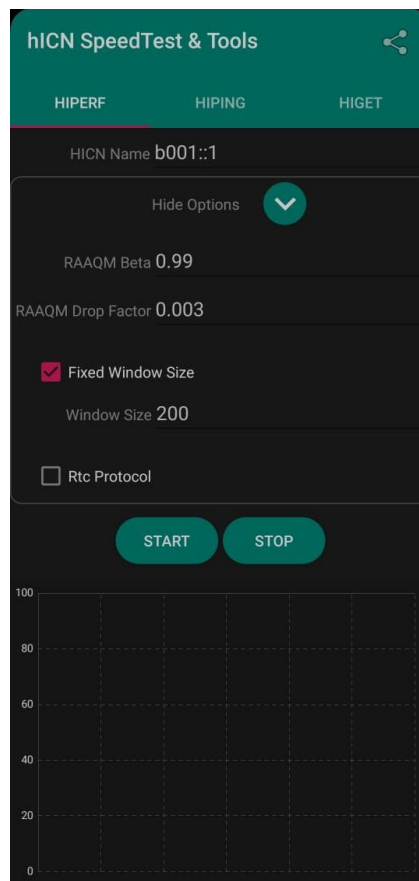 hICN SpeedTest & Tools
HIPERF HIPING HIGET
HICN Name b001::1
Hide Options
RAAQM Beta 0.99
RAAQM Drop Factor 0.003
Fixed Window Size
Window Size 200
Rtc Protocol
START STOP
100
80
60
40
20
0